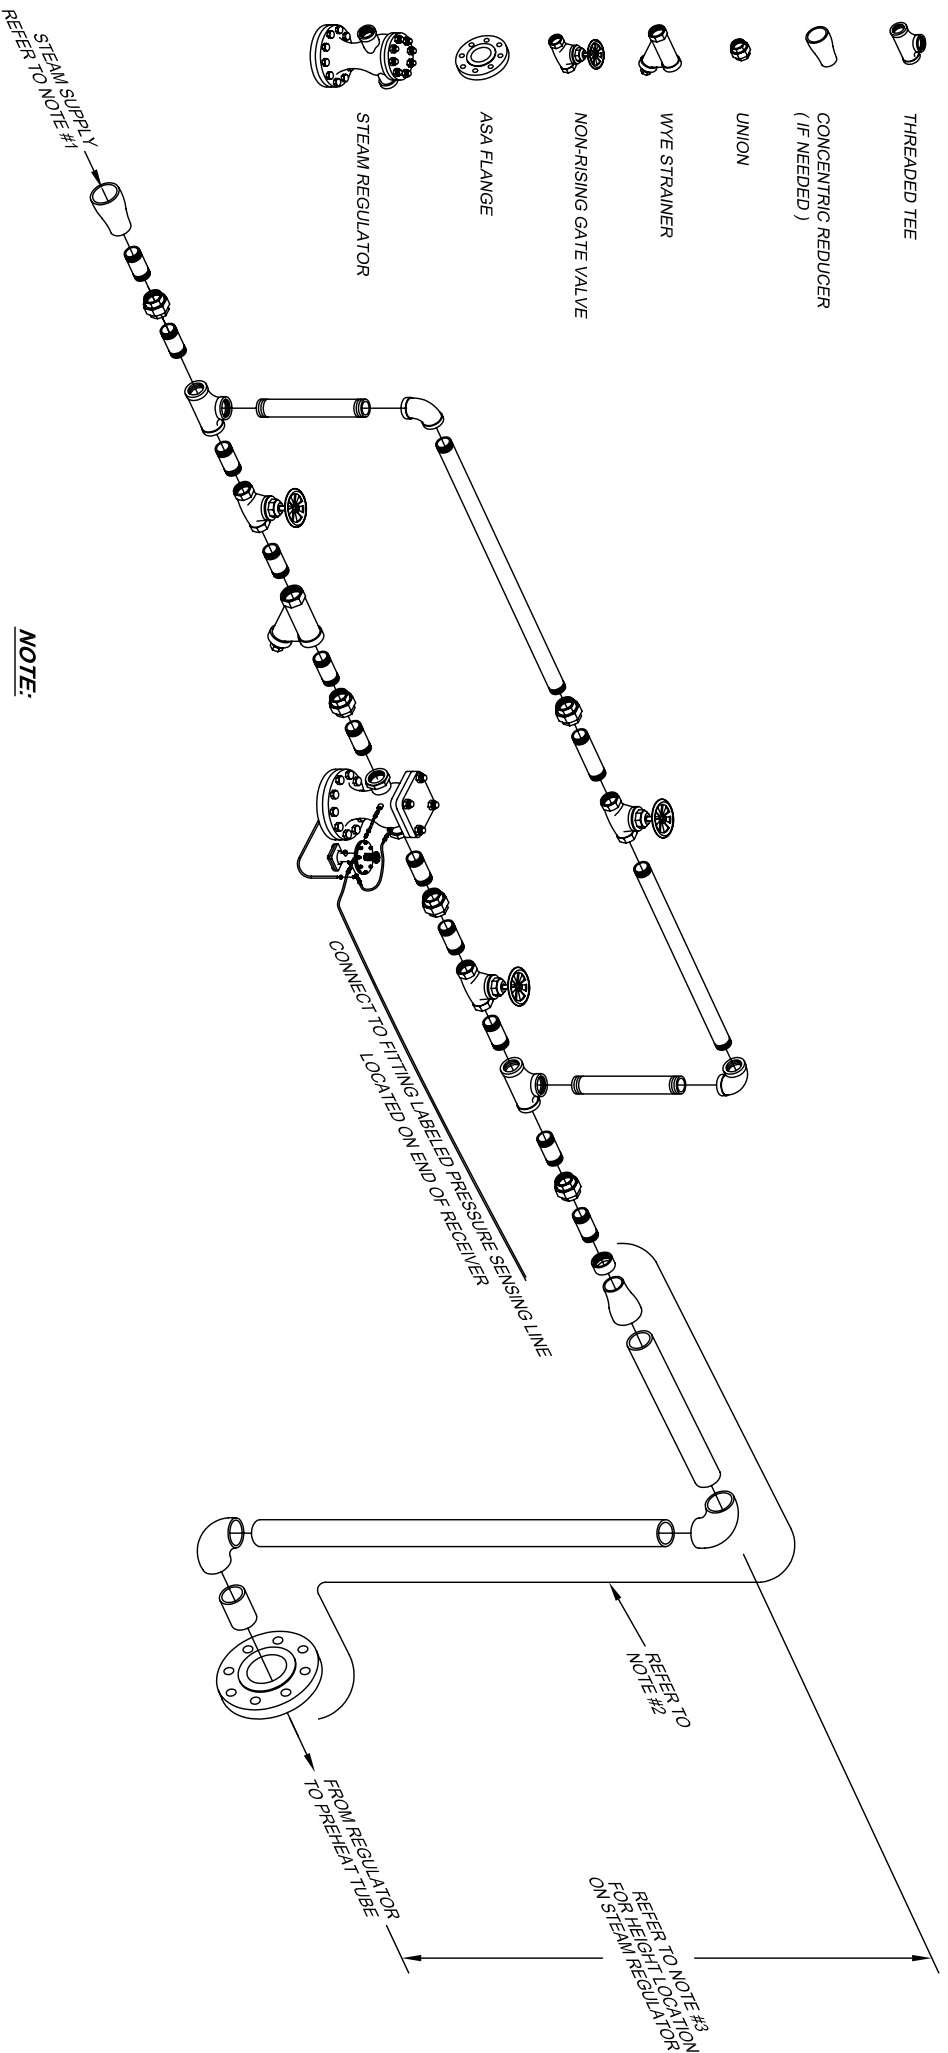 THREADED TEE
CONCENTRIC REDUCER
( IF NEEDED )
UNION
WYE STRAINER
NON-RISING GATE VALVE
ASA FLANGE
STEAM REGULATOR
STEAM SUPPLY
REFER TO NOTE #1
CONNECT TO FITTING LABELED PRESSURE SENSING LINE
LOCATED ON END OF RECEIVER
REFER TO
NOTE #2
FROM REGULATOR
TO PREHEAT TUBE
REFER TO NOTE #3
FOR HEIGHT LOCATION
ON STEAM REGULATOR
NOTE: